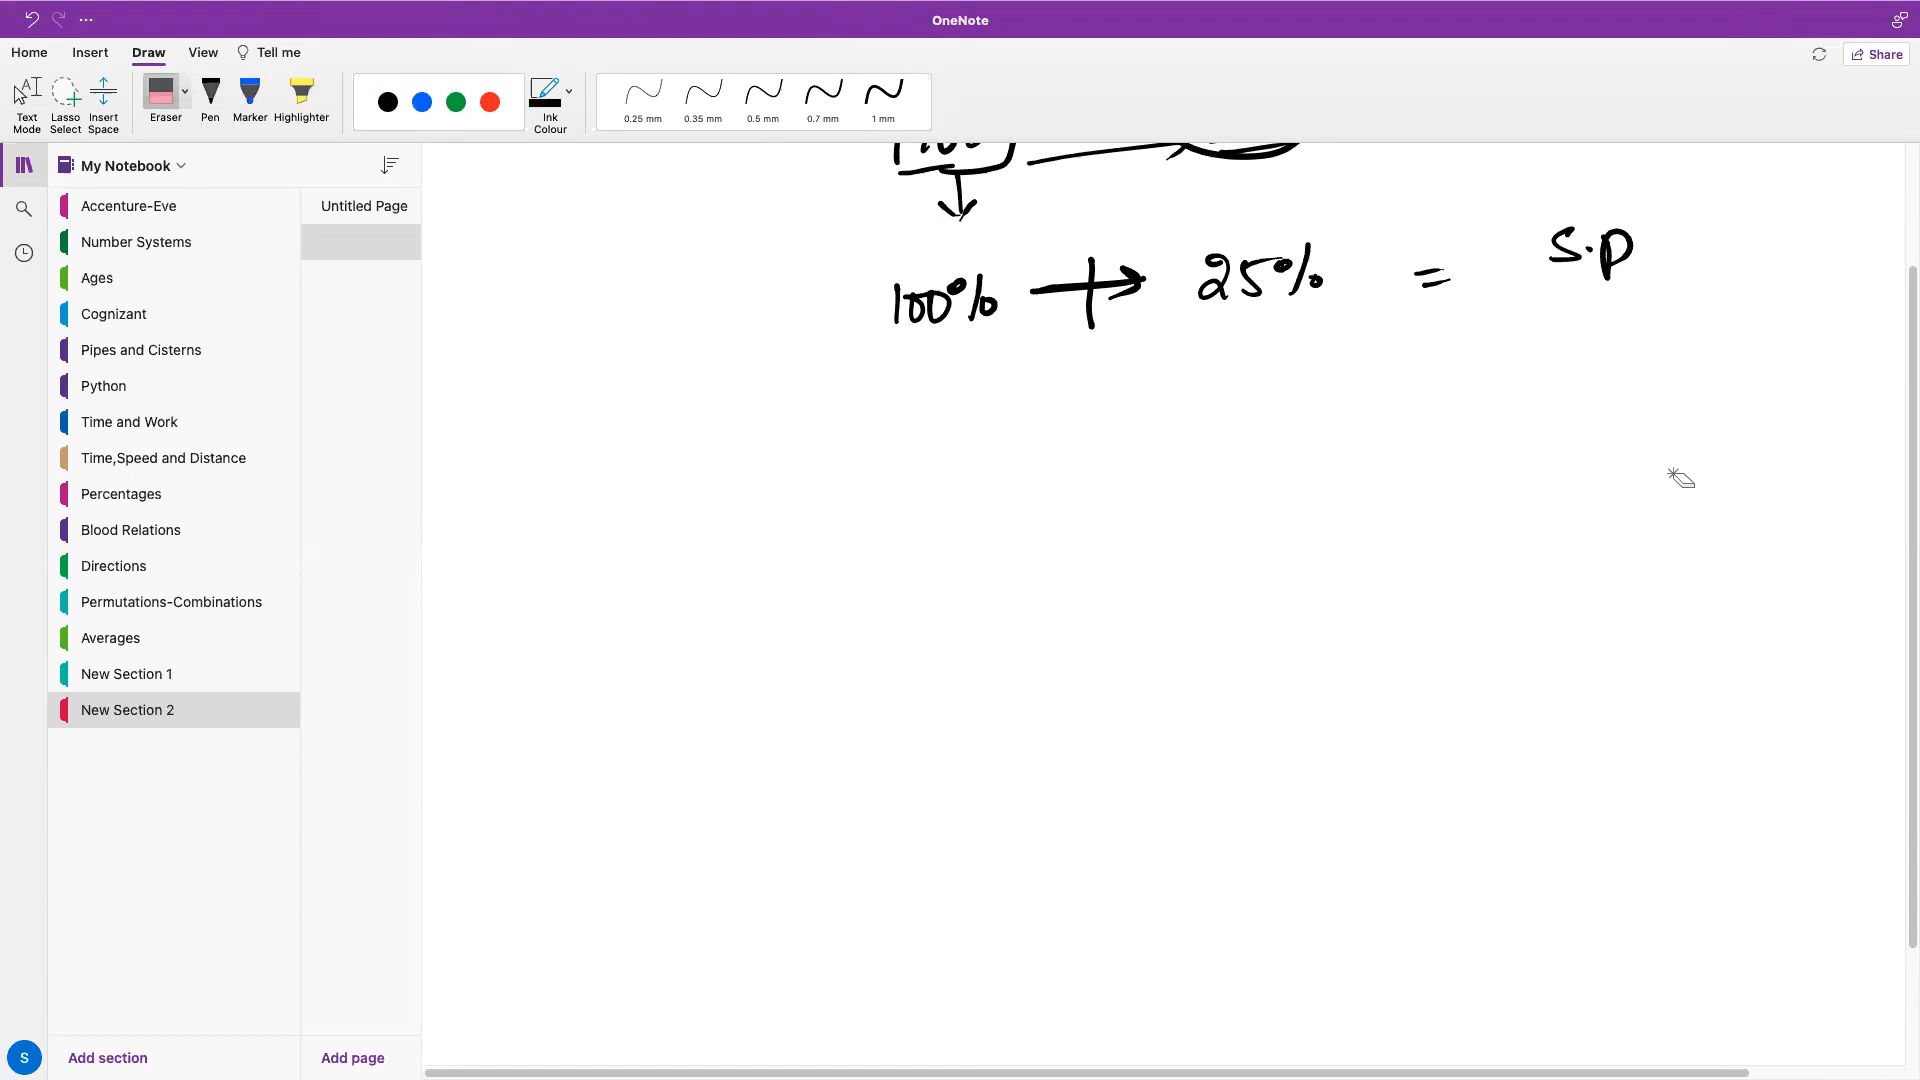 OneNote
Home Insert Draw View Tell me
Share
Text Mode
Lasso Select
Insert Space
Eraser
Pen
Marker
Highlighter
Ink Colour
0.25 mm
0.35 mm
0.5 mm
0.7 mm
1 mm
My Notebook
Accenture-Eve
Number Systems
Ages
Cognizant
Pipes and Cisterns
Python
Time and Work
Time,Speed and Distance
Percentages
Blood Relations
Directions
Permutations-Combinations
Averages
New Section 1
New Section 2
Add section
S
Untitled Page
Add page
100% + → 25% = S.P